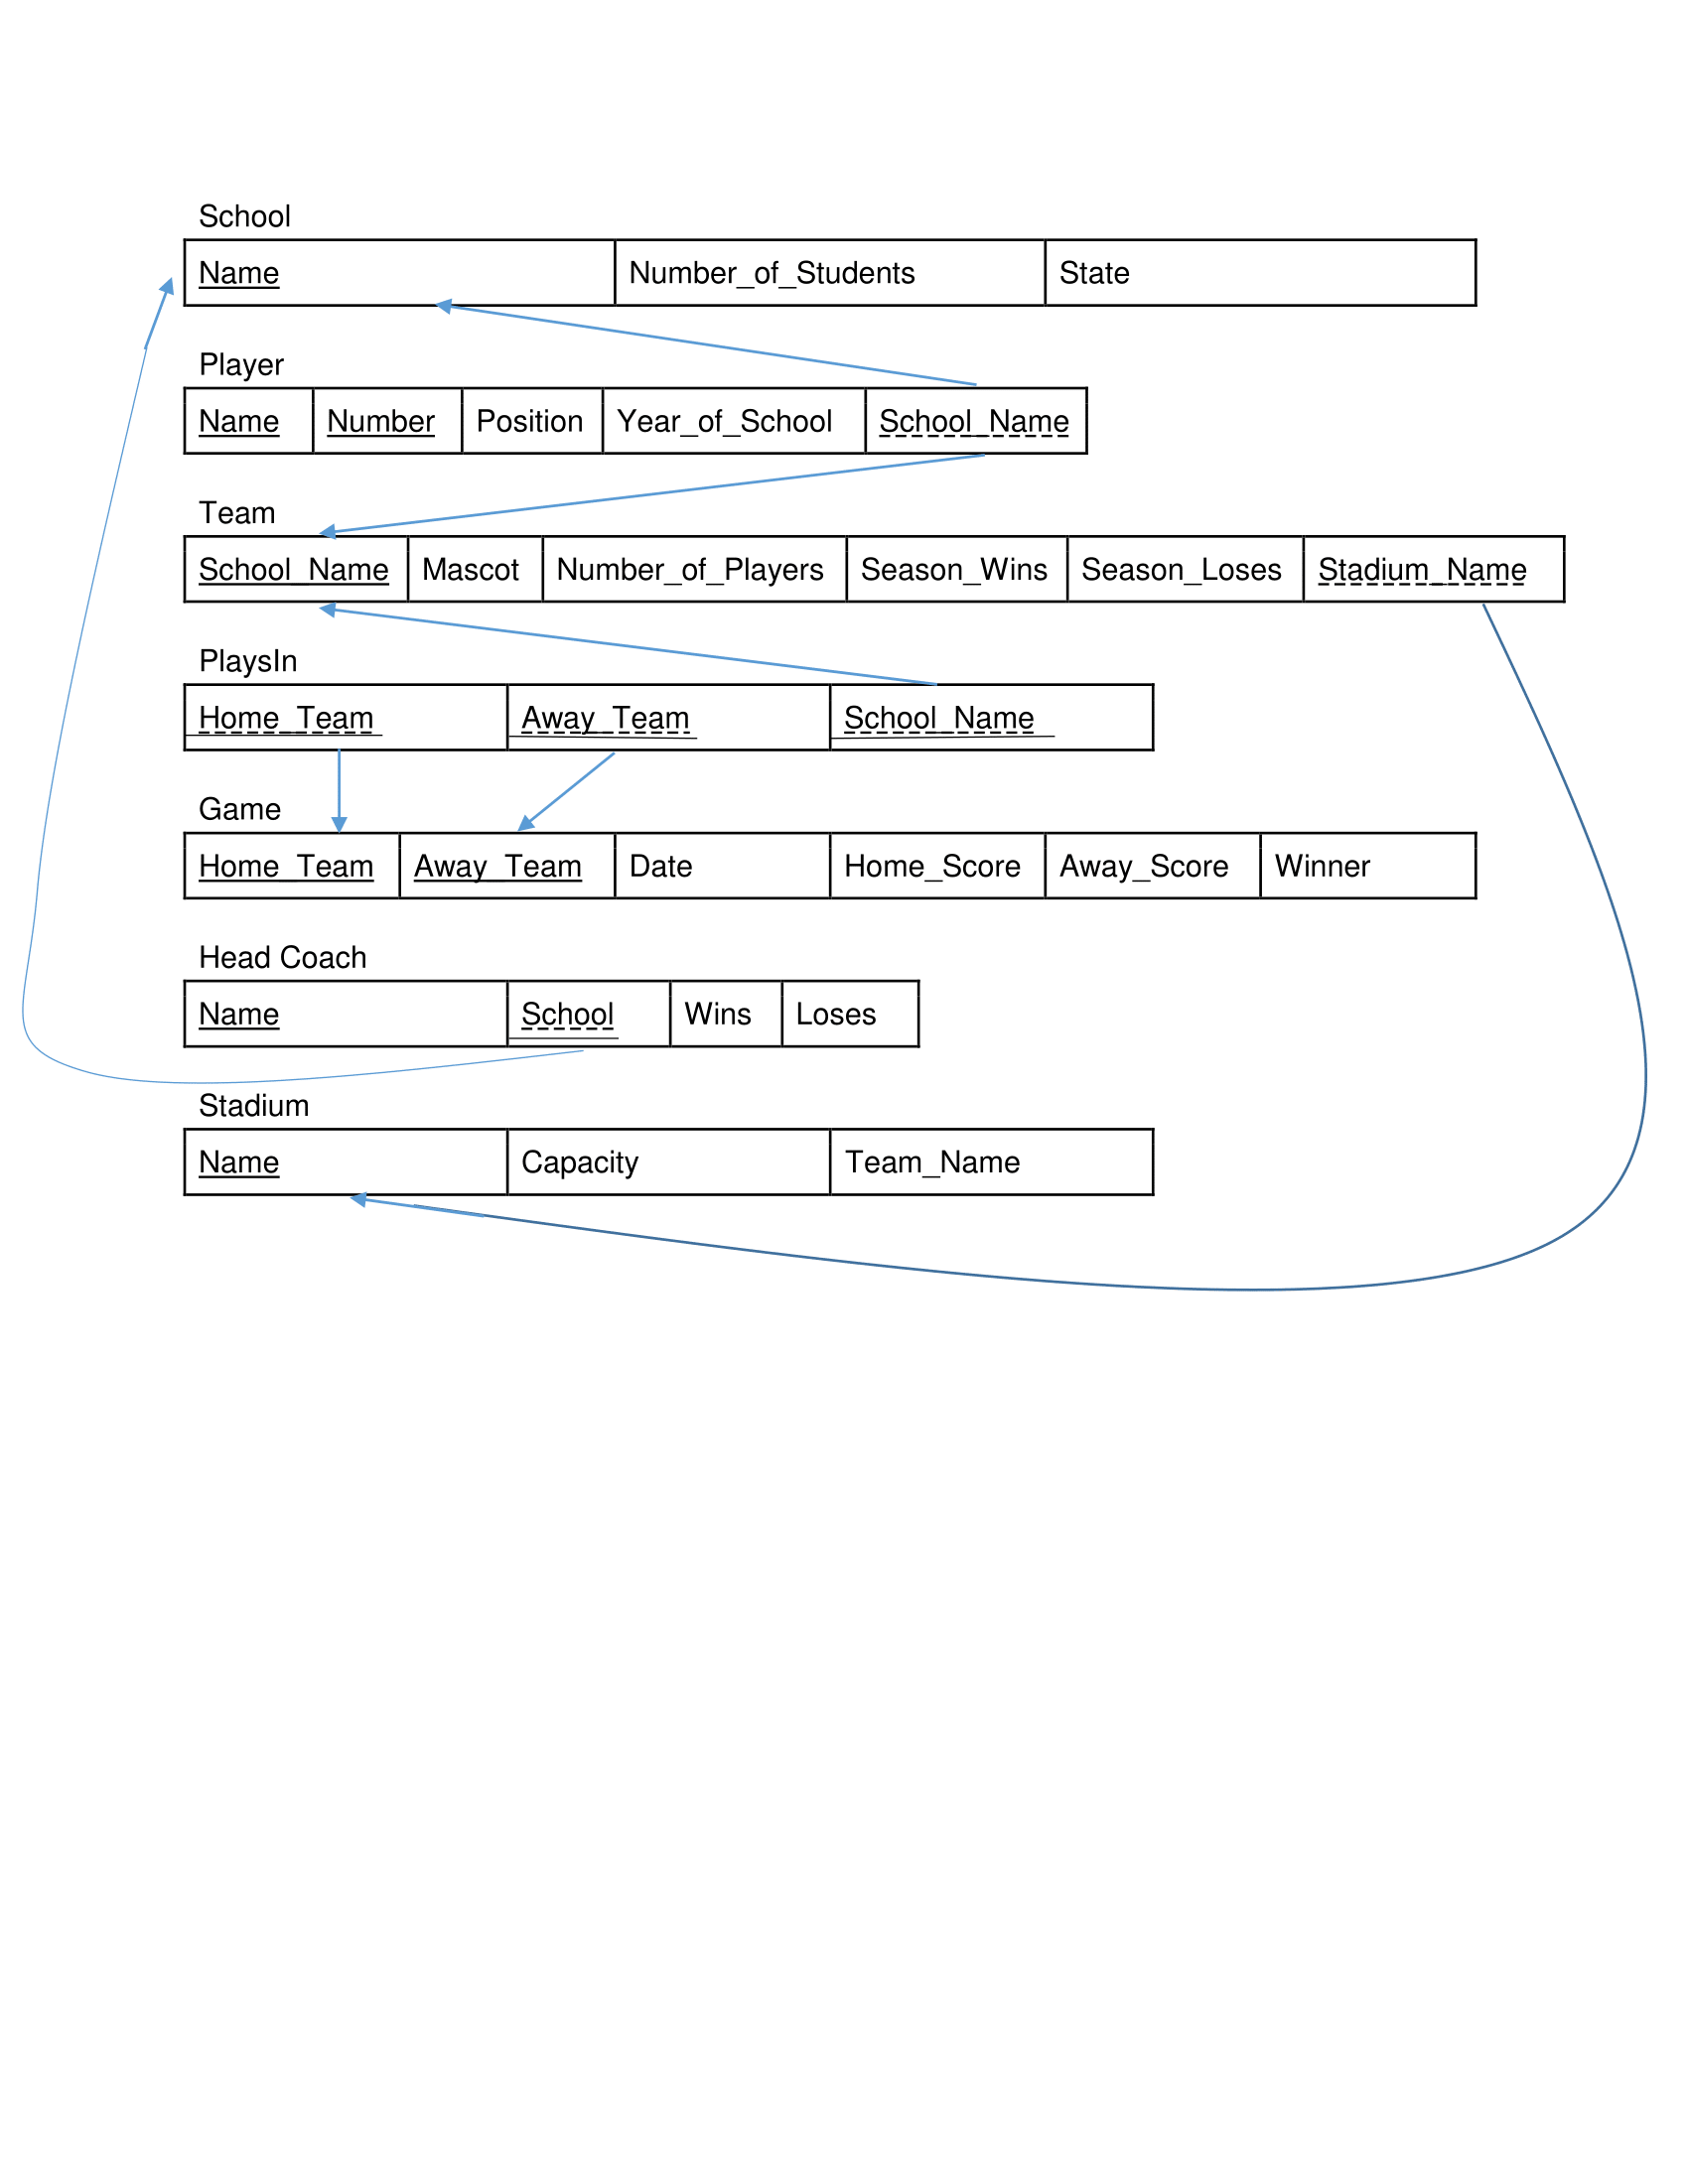 School
Name Number_of_Students State
Player
Name Number Position Year_of_School School_Name
Team
School_Name Mascot Number_of_Players Season_Wins Season_Loses Stadium_Name
PlaysIn
Home_Team Away_Team School_Name
Game
Home_Team Away_Team Date Home_Score Away_Score Winner
Head Coach
Name School Wins Loses
Stadium
Name Capacity Team_Name